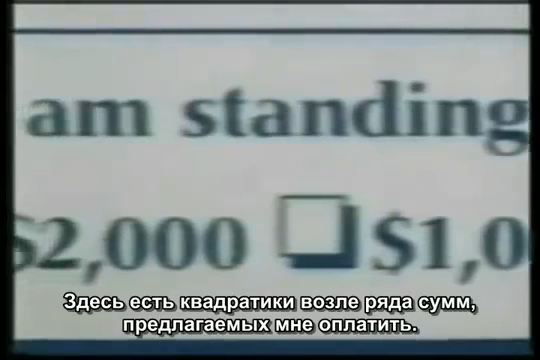 am standing
$2,000 $1,0
Здесь есть квадратики возле ряда сумм,
предлагаемых мне оплатить.